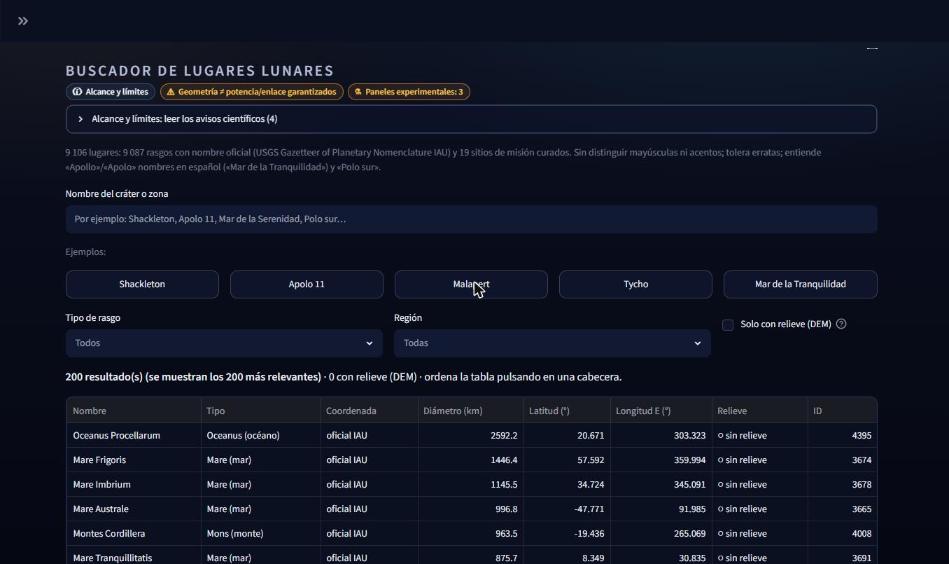 BUSCADOR DE LUGARES LUNARES
Alcance y límites
Geometría ≠ potencia/enlace garantizados
Paneles experimentales: 3
Alcance y límites: leer los avisos científicos (4)
9 106 lugares: 9 087 rasgos con nombre oficial (USGS Gazetteer of Planetary Nomenclature IAU) y 19 sitios de misión curados. Sin distinguir mayúsculas ni acentos; tolera erratas; entiende
«Apollo»/«Apolo» nombres en español («Mar de la Tranquilidad») y «Polo sur».
Nombre del cráter o zona
Por ejemplo: Shackleton, Apolo 11, Mar de la Serenidad, Polo sur...
Ejemplos:
Shackleton Apolo 11 Malapert Tycho Mar de la Tranquilidad
Tipo de rasgo Región Solo con relieve (DEM)
Todos Todas
200 resultado(s) (se muestran los 200 más relevantes) · 0 con relieve (DEM) · ordena la tabla pulsando en una cabecera.
Nombre Tipo Coordenada Diámetro (km) Latitud (°) Longitud E (°) Relieve ID
Oceanus Procellarum Oceanus (océano) oficial IAU 2592.2 20.671 303.323 ○ sin relieve 4395
Mare Frigoris Mare (mar) oficial IAU 1446.4 57.592 359.994 ○ sin relieve 3674
Mare Imbrium Mare (mar) oficial IAU 1145.5 34.724 345.091 ○ sin relieve 3678
Mare Australe Mare (mar) oficial IAU 996.8 -47.771 91.985 ○ sin relieve 3665
Montes Cordillera Mons (monte) oficial IAU 963.5 -19.436 265.069 ○ sin relieve 4008
Mare Tranquillitatis Mare (mar) oficial IAU 875.7 8.349 30.835 ○ sin relieve 3691